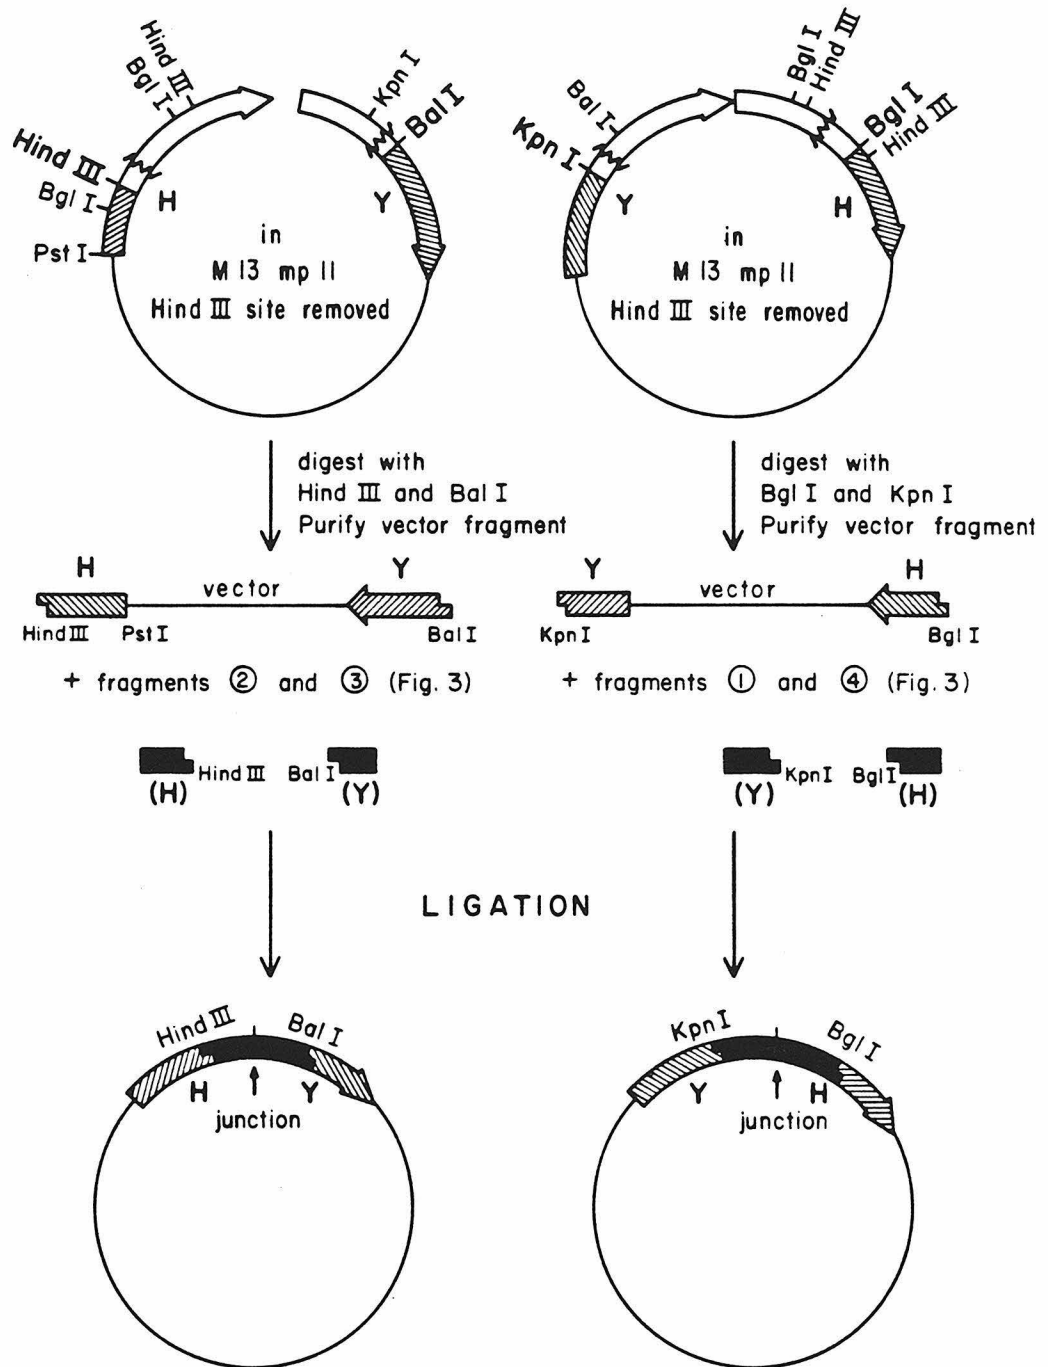 Hind III
Bgl I
Hind III
Bgl I
Pst I
H
Kpn I
Bal I
Y
in
M 13 mp 11
Hind III site removed
Bal I
Kpn I
Y
Bgl I
Hind III
Bgl I
Hind III
H
in
M 13 mp 11
Hind III site removed
digest with
Hind III and Bal I
Purify vector fragment
digest with
Bgl I and Kpn I
Purify vector fragment
H
vector
Y
Hind III
Pst I
Bal I
Y
vector
H
Kpn I
Bgl I
+ fragments ② and ③ (Fig. 3)
+ fragments ① and ④ (Fig. 3)
Hind III
Bal I
(H)
(Y)
Kpn I
Bgl I
(Y)
(H)
LIGATION
Hind III
Bal I
H
Y
junction
Kpn I
Bgl I
Y
H
junction